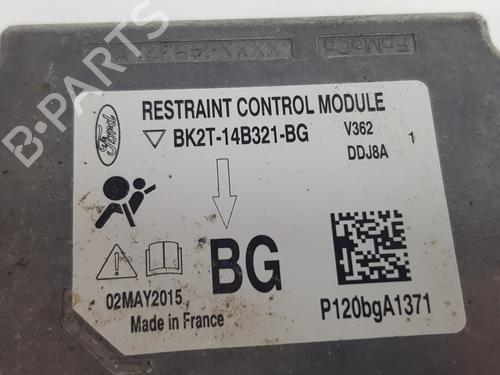 FoMoCo
B-PARTS
Ford
RESTRAINT CONTROL MODULE
BK2T-14B321-BG
V362
DDJ8A
1
BG
02MAY2015
Made in France
P120bgA1371